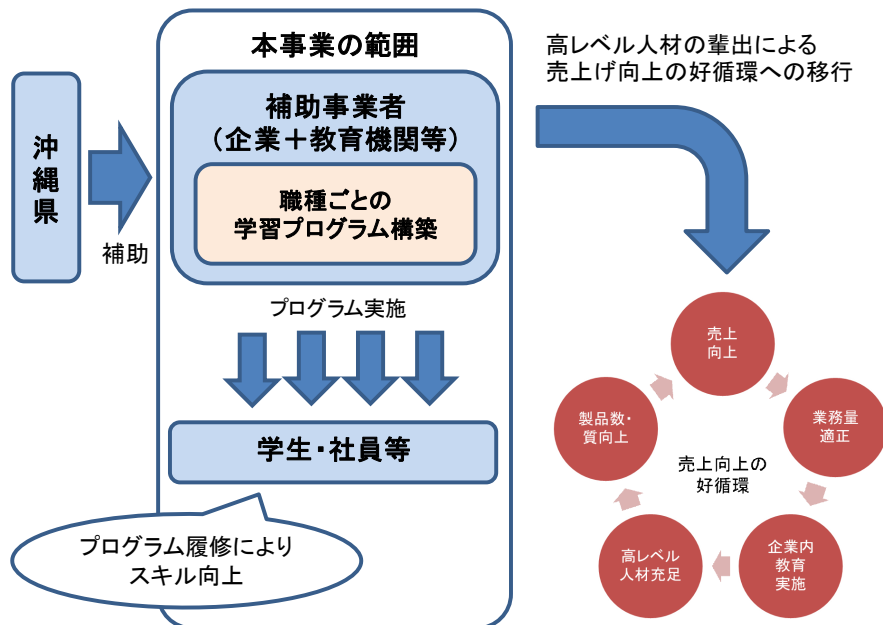 本事業の範囲
高レベル人材の輩出による
売上げ向上の好循環への移行
沖縄県
補助
補助事業者
（企業＋教育機関等）
職種ごとの
学習プログラム構築
プログラム実施
学生・社員等
プログラム履修により
スキル向上
売上
向上
業務量
適正
企業内
教育
実施
高レベル
人材充足
製品数・
質向上
売上向上の
好循環